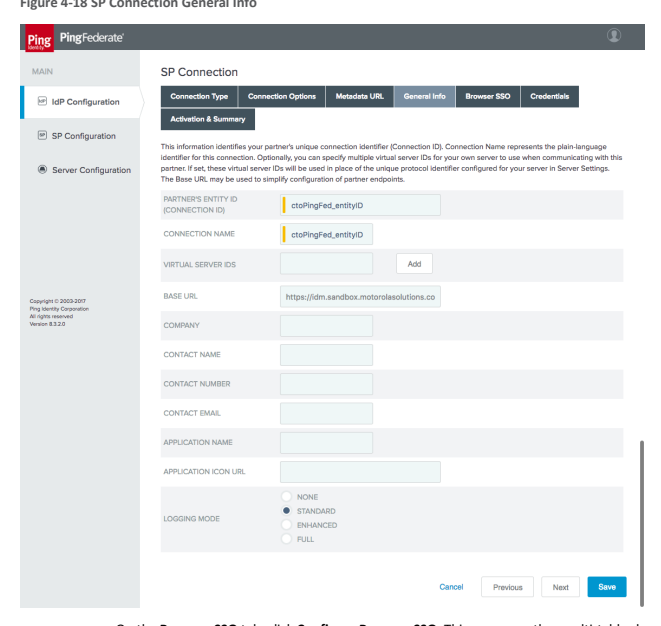 Figure 4-18 SP Connection General Info
Ping
Identity
PingFederate
MAIN
IdP IdP Configuration
SP SP Configuration
Server Configuration
Copyright © 2003-2017
Ping Identity Corporation
All rights reserved
Version 8.3.2.0
SP Connection
Connection Type Connection Options Metadata URL General Info Browser SSO Credentials
Activation & Summary
This information identifies your partner's unique connection identifier (Connection ID). Connection Name represents the plain-language
identifier for this connection. Optionally, you can specify multiple virtual server IDs for your own server to use when communicating with this
partner. If set, these virtual server IDs will be used in place of the unique protocol identifier configured for your server in Server Settings.
The Base URL may be used to simplify configuration of partner endpoints.
PARTNER'S ENTITY ID
(CONNECTION ID)
ctoPingFed_entityID
CONNECTION NAME
ctoPingFed_entityID
VIRTUAL SERVER IDS
Add
BASE URL
https://idm.sandbox.motorolasolutions.co
COMPANY
CONTACT NAME
CONTACT NUMBER
CONTACT EMAIL
APPLICATION NAME
APPLICATION ICON URL
LOGGING MODE
NONE
STANDARD
ENHANCED
FULL
Cancel Previous Next Save